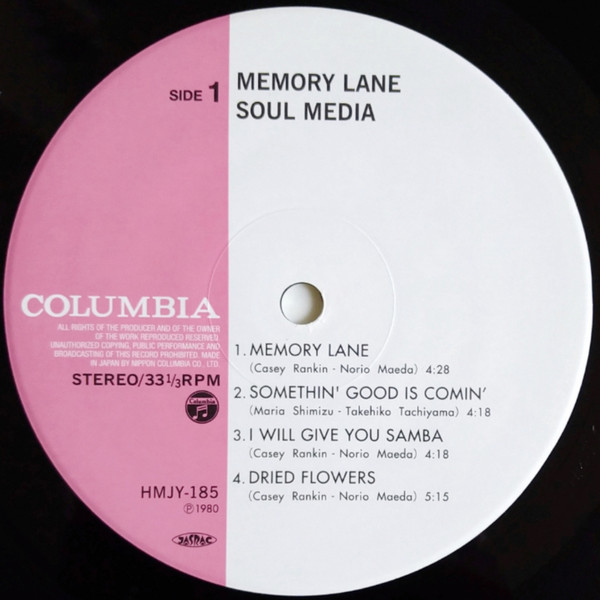 SIDE 1
MEMORY LANE
SOUL MEDIA
COLUMBIA
ALL RIGHTS OF THE PRODUCER AND OF THE OWNER
OF THE WORK REPRODUCED RESERVED.
UNAUTHORIZED COPYING, PUBLIC PERFORMANCE AND
BROADCASTING OF THIS RECORD PROHIBITED. MADE
IN JAPAN BY NIPPON COLUMBIA CO., LTD.
STEREO/33⅓RPM
Columbia
HMJY-185
Ⓟ1980
JASRAC
1. MEMORY LANE
(Casey Rankin - Norio Maeda) 4:28
2. SOMETHIN' GOOD IS COMIN'
(Maria Shimizu - Takehiko Tachiyama) 4:18
3. I WILL GIVE YOU SAMBA
(Casey Rankin - Norio Maeda) 4:18
4. DRIED FLOWERS
(Casey Rankin - Norio Maeda) 5:15